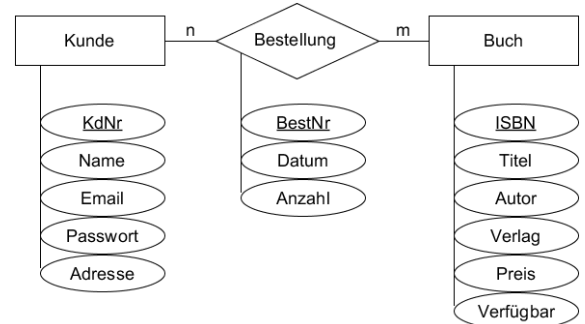 Kunde n Bestellung m Buch
KdNr BestNr ISBN
Name Datum Titel
Email Anzahl Autor
Passwort Verlag
Adresse Preis
Verfügbar